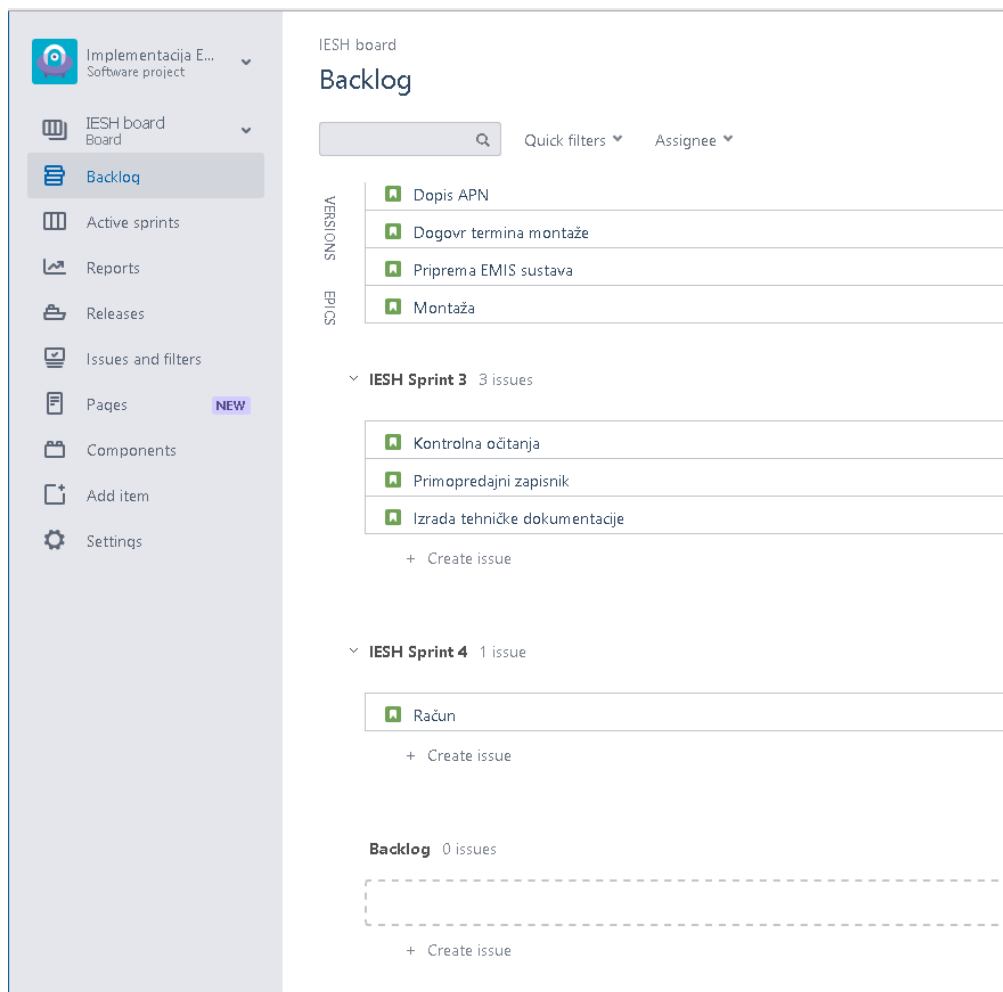 Implementacija E...
Software project
IESH board
Board
Backlog
Active sprints
Reports
Releases
Issues and filters
Pages NEW
Components
Add item
Settings
IESH board
Backlog
Quick filters Assignee
VERSIONS
EPICS
Dopis APN
Dogovr termina montaže
Priprema EMIS sustava
Montaža
IESH Sprint 3 3 issues
Kontrolna očitanja
Primopredajni zapisnik
Izrada tehničke dokumentacije
+ Create issue
IESH Sprint 4 1 issue
Račun
+ Create issue
Backlog 0 issues
+ Create issue